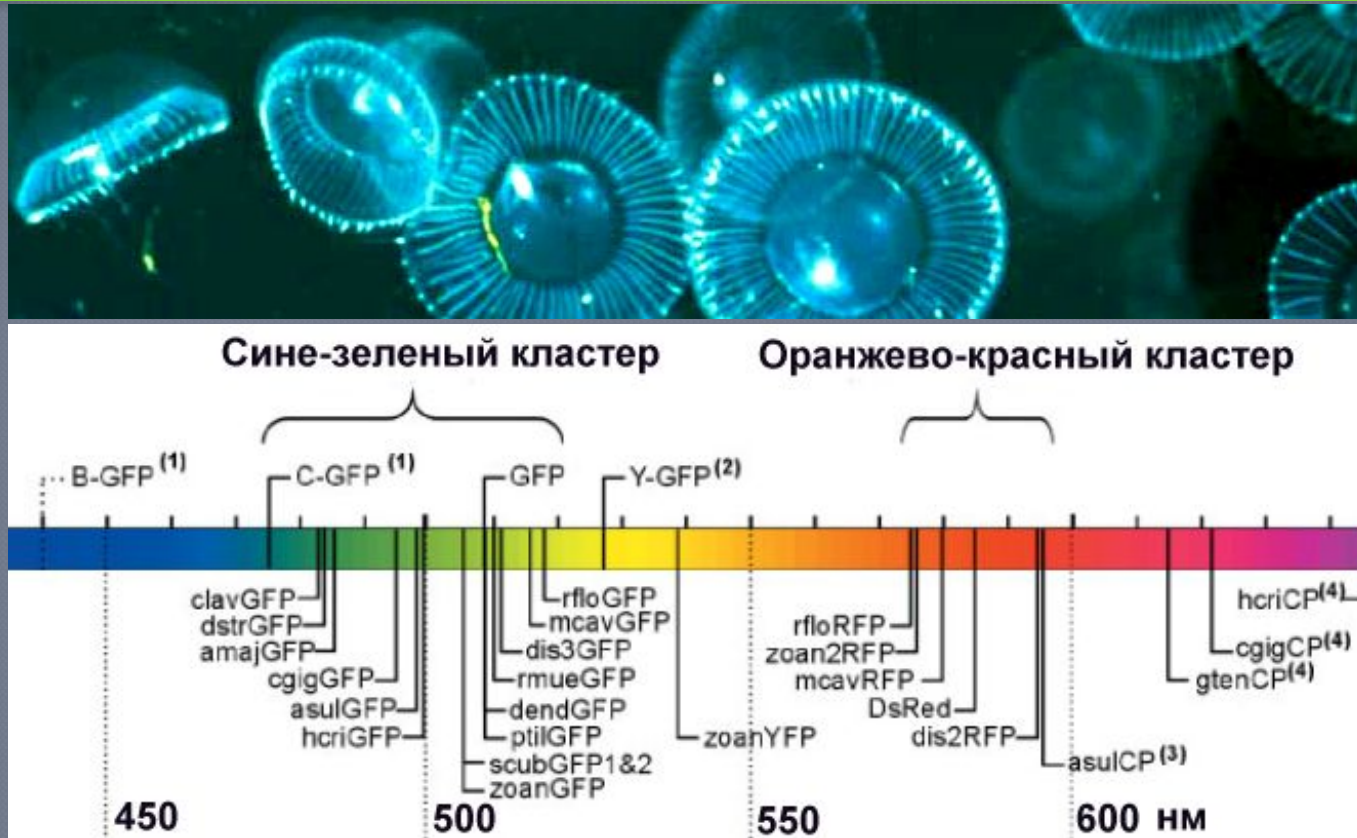 Сине-зеленый кластер
Оранжево-красный кластер
B-GFP (1)
C-GFP (1)
GFP
Y-GFP (2)
clavGFP
rfloGFP
hcriCP(4)
dstrGFP
mcavGFP
rfloRFP
amajGFP
dis3GFP
zoan2RFP
cgigCP(4)
cgigGFP
rmueGFP
mcavRFP
gtenCP(4)
asulGFP
dendGFP
DsRed
hcriGFP
ptilGFP
zoanYFP
dis2RFP
scubGFP1&2
asulCP(3)
zoanGFP
450
500
550
600 нм